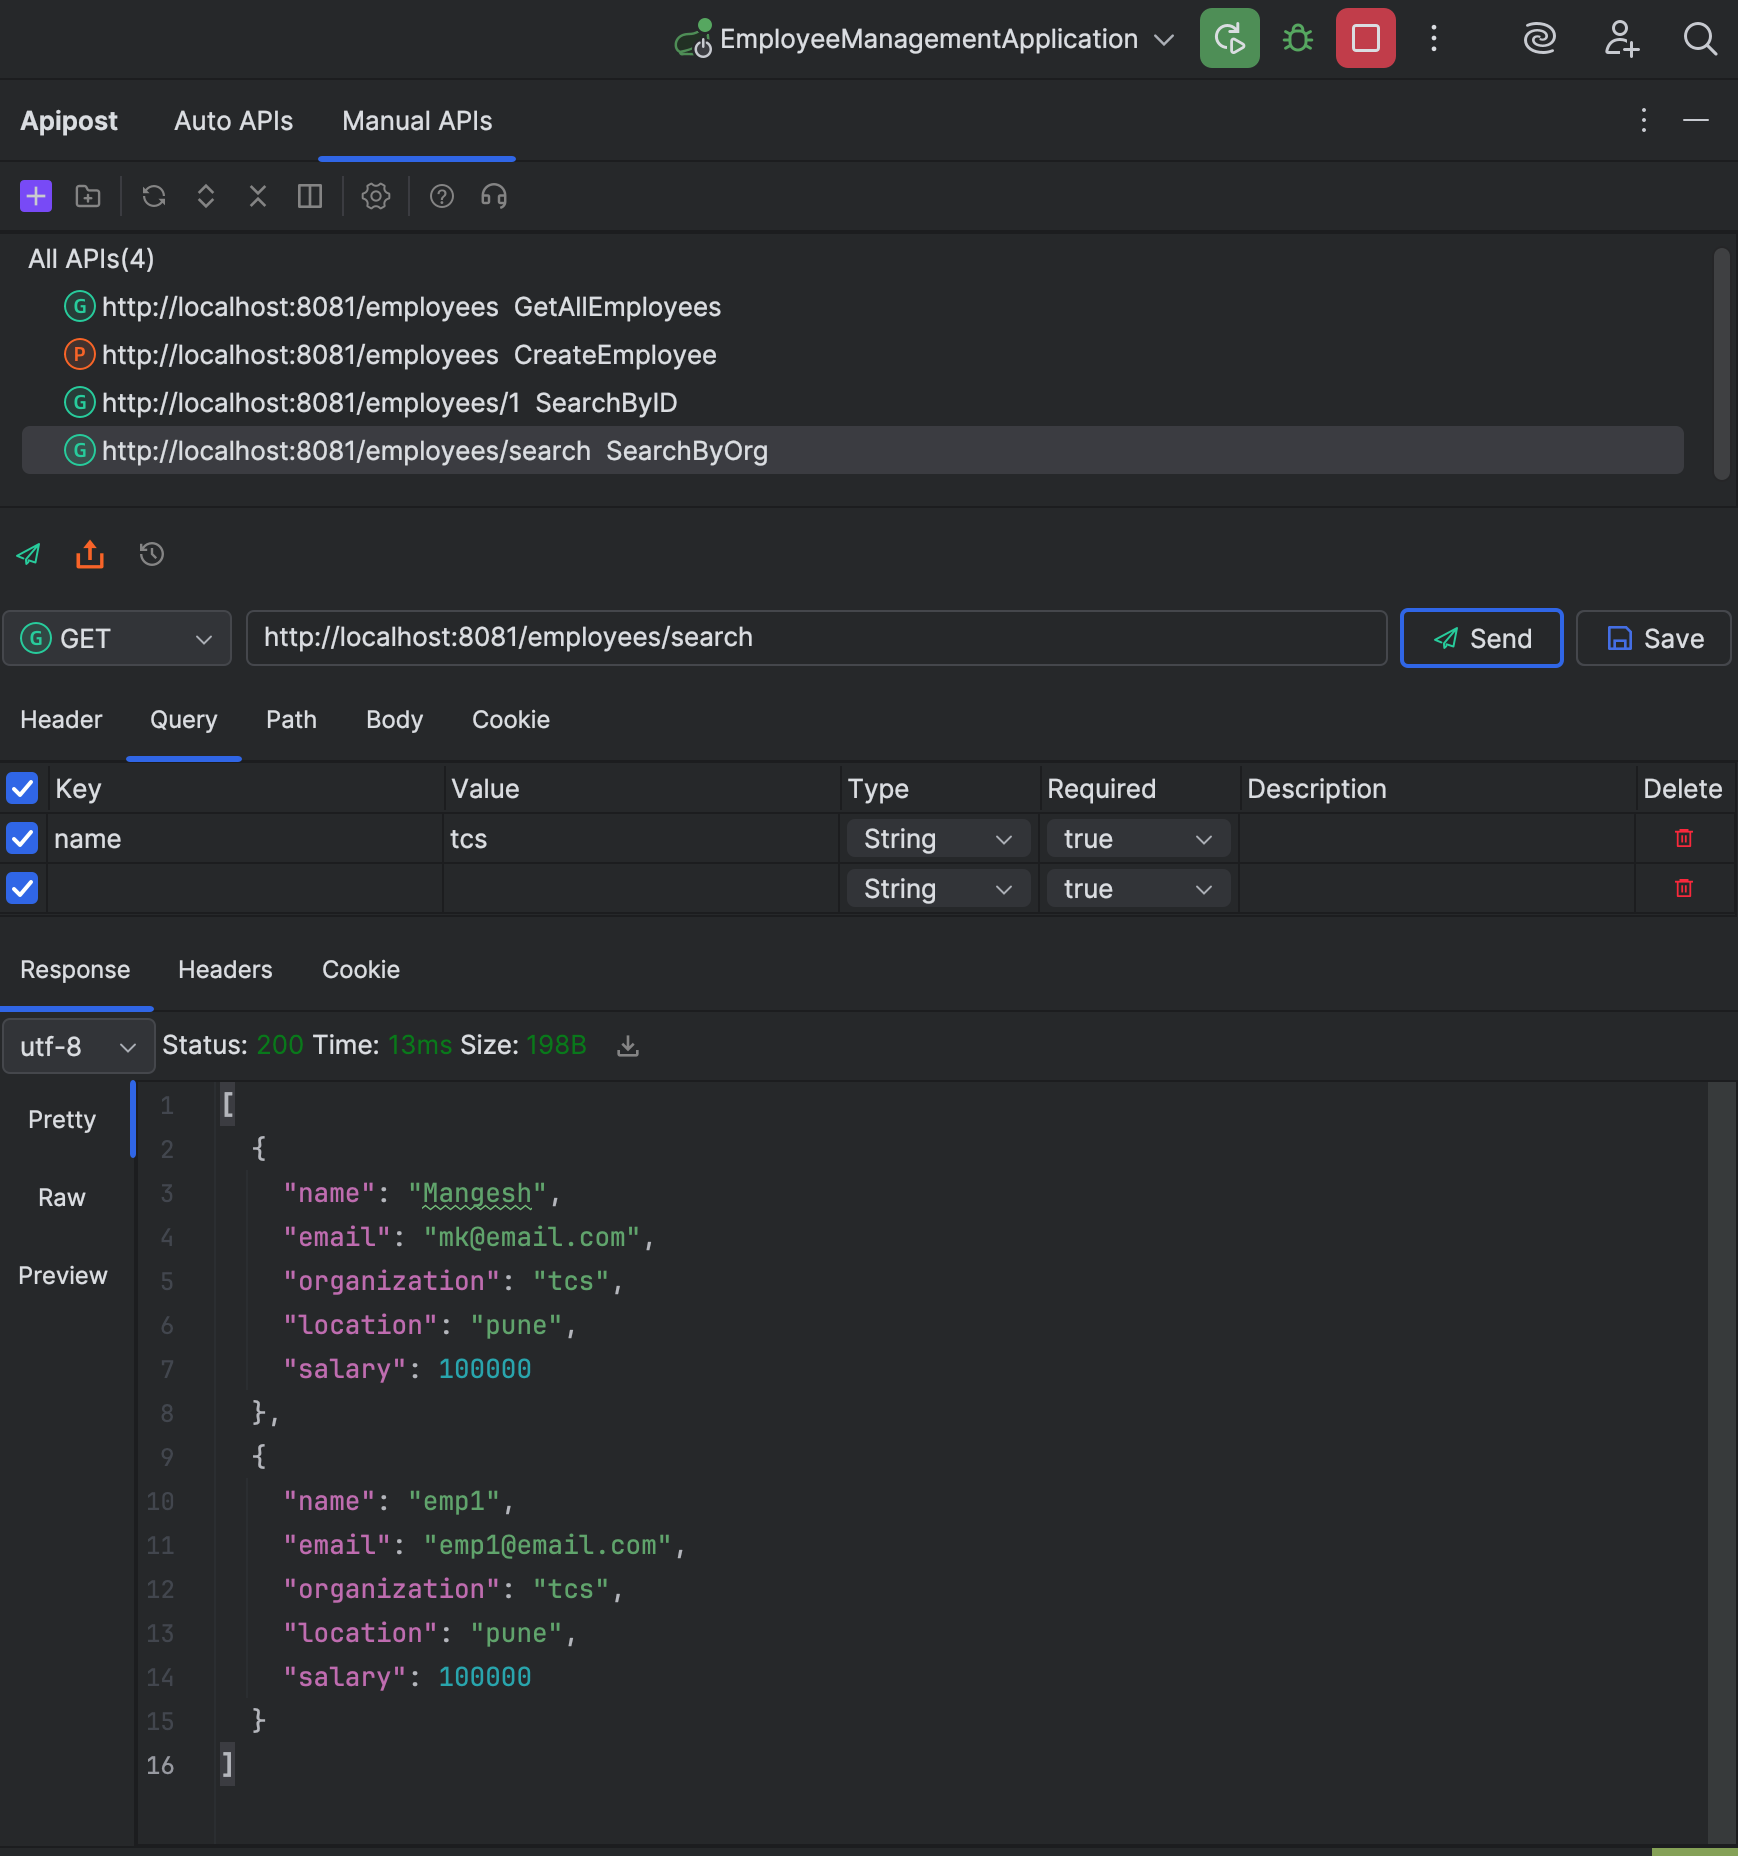 EmployeeManagementApplication
Apipost Auto APIs Manual APIs
All APIs(4)
G http://localhost:8081/employees GetAllEmployees
P http://localhost:8081/employees CreateEmployee
G http://localhost:8081/employees/1 SearchByID
G http://localhost:8081/employees/search SearchByOrg
G GET http://localhost:8081/employees/search Send Save
Header Query Path Body Cookie
Key Value Type Required Description Delete
name tcs String true
String true
Response Headers Cookie
utf-8 Status: 200 Time: 13ms Size: 198B
Pretty
Raw
Preview
1 [
2 {
3 "name": "Mangesh",
4 "email": "mk@email.com",
5 "organization": "tcs",
6 "location": "pune",
7 "salary": 100000
8 },
9 {
10 "name": "emp1",
11 "email": "emp1@email.com",
12 "organization": "tcs",
13 "location": "pune",
14 "salary": 100000
15 }
16 ]